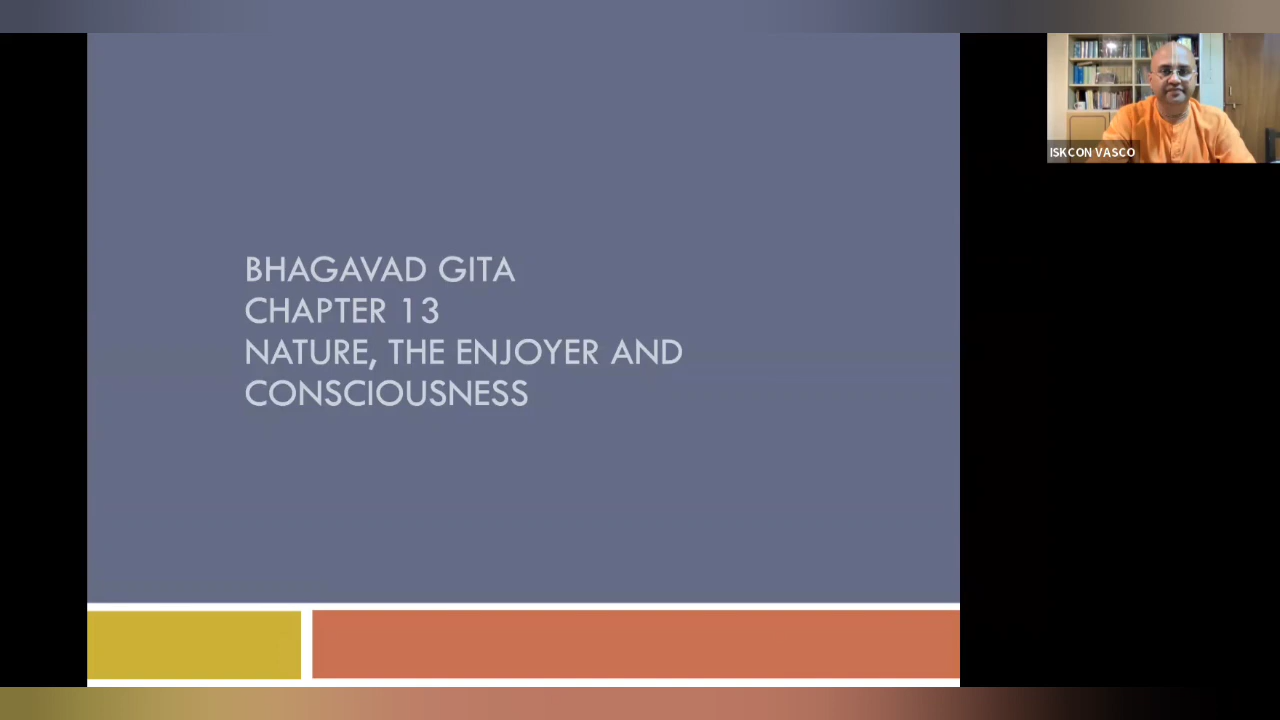 BHAGAVAD GITA
CHAPTER 13
NATURE, THE ENJOYER AND
CONSCIOUSNESS
ISKCON VASCO